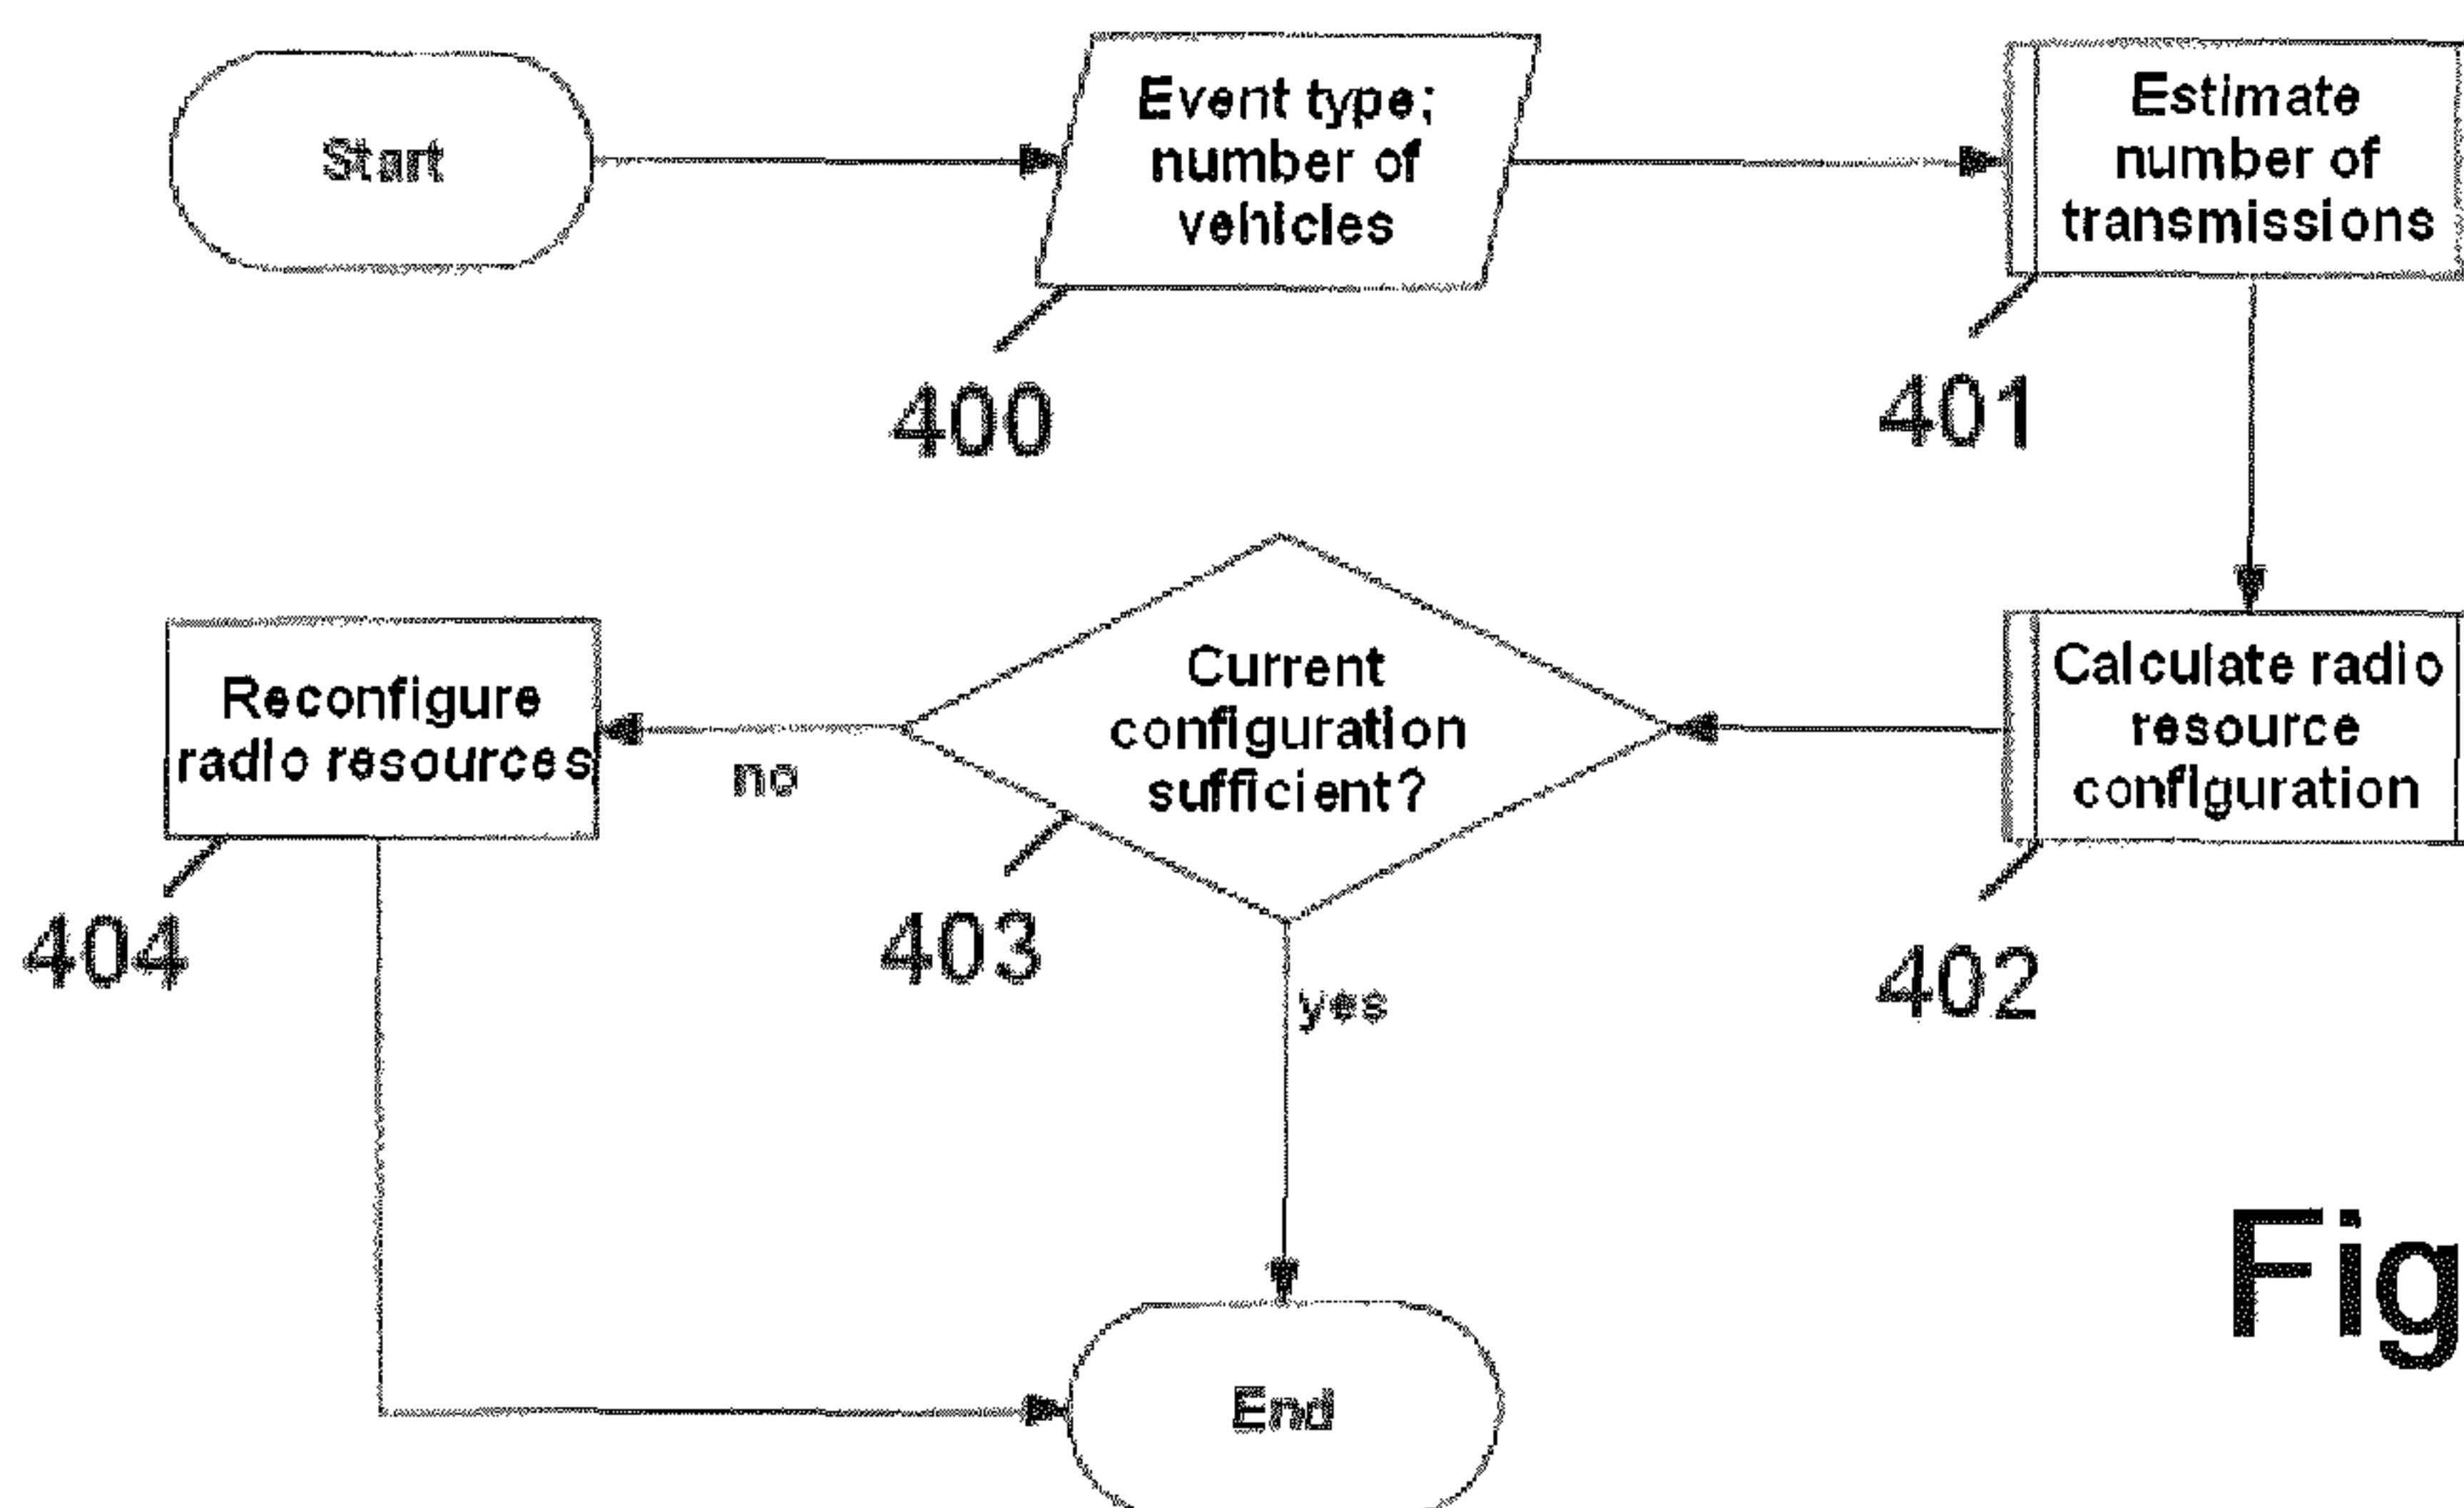 Start
Event type;
number of
vehicles
Estimate
number of
transmissions
400
401
Reconfigure
radio resources
no
Current
configuration
sufficient?
Calculate radio
resource
configuration
404
403
402
yes
End
Fig